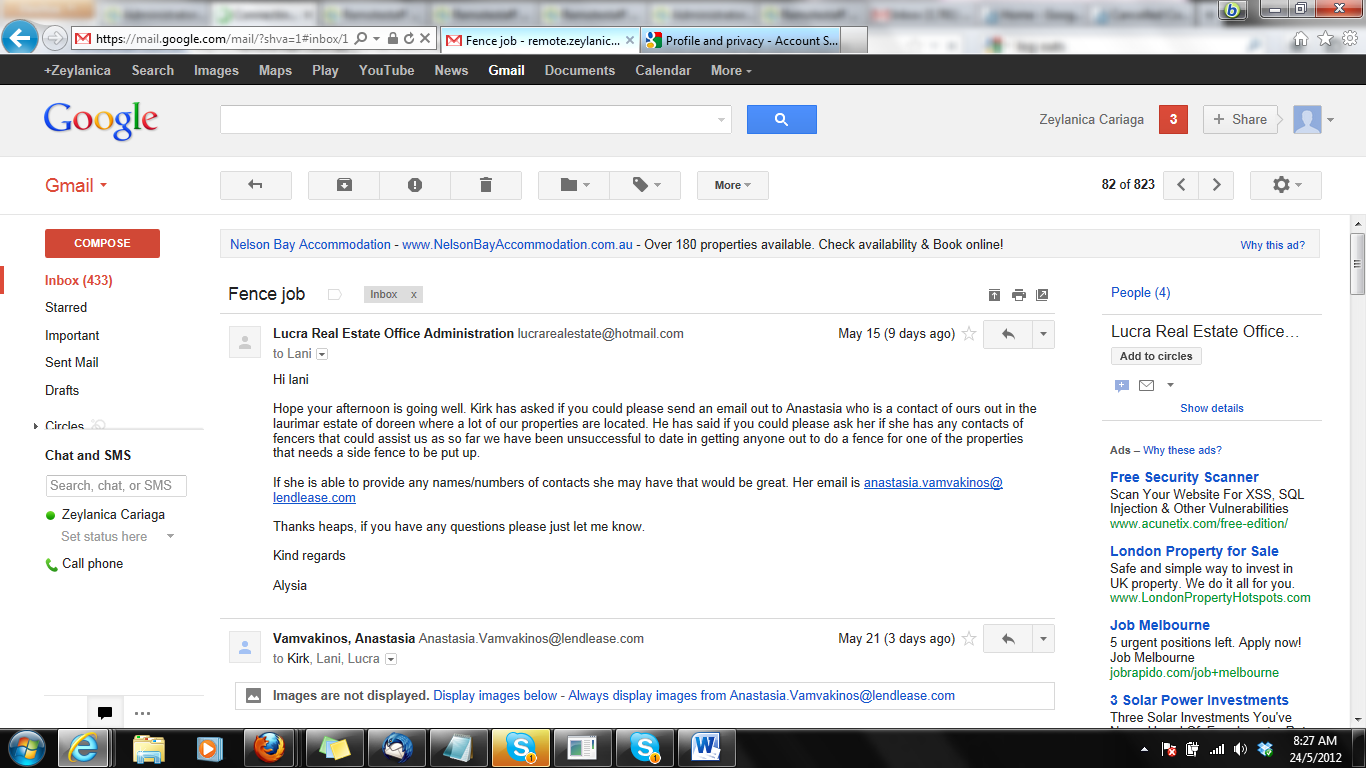 https://mail.google.com/mail/?shva=1#inbox/1
Fence job - remote.zeylanic...
Profile and privacy - Account S...
+Zeylanica Search Images Maps Play YouTube News Gmail Documents Calendar More
Google
Zeylanica Cariaga 3 + Share
Gmail
More
82 of 823
COMPOSE
Inbox (433)
Starred
Important
Sent Mail
Drafts
Circles
Chat and SMS
Search, chat, or SMS
Zeylanica Cariaga
Set status here
Call phone
Nelson Bay Accommodation - www.NelsonBayAccommodation.com.au - Over 180 properties available. Check availability & Book online!
Why this ad?
Fence job
Inbox x
Lucra Real Estate Office Administration lucrarealestate@hotmail.com
May 15 (9 days ago)
to Lani
Hi lani
Hope your afternoon is going well. Kirk has asked if you could please send an email out to Anastasia who is a contact of ours out in the
laurimar estate of doreen where a lot of our properties are located. He has said if you could please ask her if she has any contacts of
fencers that could assist us as so far we have been unsuccessful to date in getting anyone out to do a fence for one of the properties
that needs a side fence to be put up.
If she is able to provide any names/numbers of contacts she may have that would be great. Her email is anastasia.vamvakinos@
lendlease.com
Thanks heaps, if you have any questions please just let me know.
Kind regards
Alysia
Vamvakinos, Anastasia Anastasia.Vamvakinos@lendlease.com
May 21 (3 days ago)
to Kirk, Lani, Lucra
Images are not displayed. Display images below - Always display images from Anastasia.Vamvakinos@lendlease.com
People (4)
Lucra Real Estate Office...
Add to circles
Show details
Ads – Why these ads?
Free Security Scanner
Scan Your Website For XSS, SQL
Injection & Other Vulnerabilities
www.acunetix.com/free-edition/
London Property for Sale
Safe and simple way to invest in
UK property. We do it all for you.
www.LondonPropertyHotspots.com
Job Melbourne
5 urgent positions left. Apply now!
Job Melbourne
jobrapido.com/job+melbourne
3 Solar Power Investments
Three Solar Investments You've
8:27 AM
24/5/2012